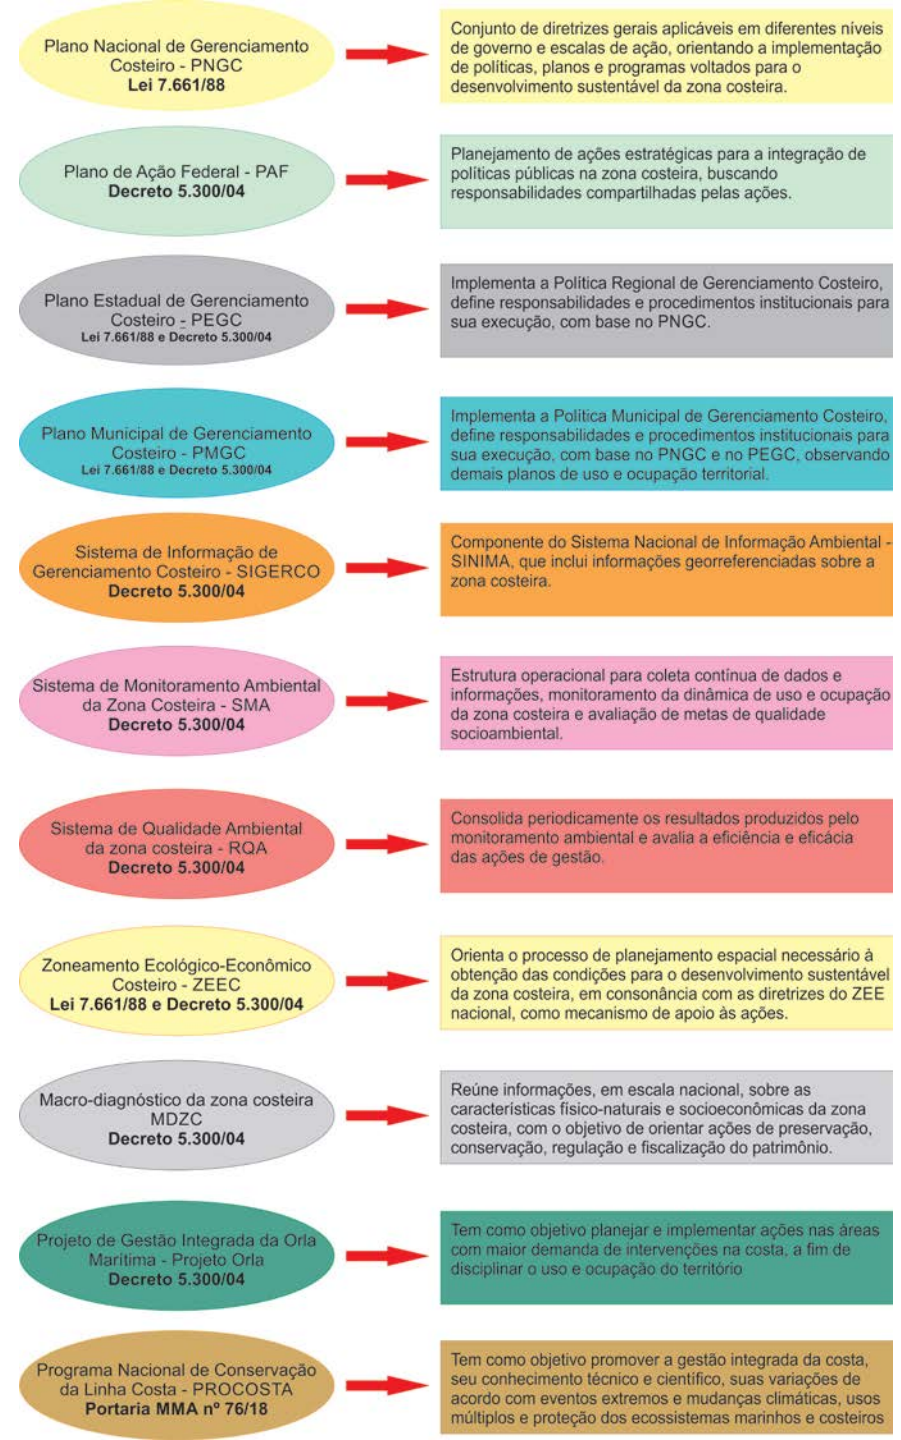 Plano Nacional de Gerenciamento
Costeiro - PNGC
Lei 7.661/88
Conjunto de diretrizes gerais aplicáveis em diferentes níveis
de governo e escalas de ação, orientando a implementação
de políticas, planos e programas voltados para o
desenvolvimento sustentável da zona costeira.
Plano de Ação Federal - PAF
Decreto 5.300/04
Planejamento de ações estratégicas para a integração de
políticas públicas na zona costeira, buscando
responsabilidades compartilhadas pelas ações.
Plano Estadual de Gerenciamento
Costeiro - PEGC
Lei 7.661/88 e Decreto 5.300/04
Implementa a Política Regional de Gerenciamento Costeiro,
define responsabilidades e procedimentos institucionais para
sua execução, com base no PNGC.
Plano Municipal de Gerenciamento
Costeiro - PMGC
Lei 7.661/88 e Decreto 5.300/04
Implementa a Política Municipal de Gerenciamento Costeiro,
define responsabilidades e procedimentos institucionais para
sua execução, com base no PNGC e no PEGC, observando
demais planos de uso e ocupação territorial.
Sistema de Informação de
Gerenciamento Costeiro - SIGERCO
Decreto 5.300/04
Componente do Sistema Nacional de Informação Ambiental -
SINIMA, que inclui informações georreferenciadas sobre a
zona costeira.
Sistema de Monitoramento Ambiental
da Zona Costeira - SMA
Decreto 5.300/04
Estrutura operacional para coleta contínua de dados e
informações, monitoramento da dinâmica de uso e ocupação
da zona costeira e avaliação de metas de qualidade
socioambiental.
Sistema de Qualidade Ambiental
da zona costeira - RQA
Decreto 5.300/04
Consolida periodicamente os resultados produzidos pelo
monitoramento ambiental e avalia a eficiência e eficácia
das ações de gestão.
Zoneamento Ecológico-Econômico
Costeiro - ZEEC
Lei 7.661/88 e Decreto 5.300/04
Orienta o processo de planejamento espacial necessário à
obtenção das condições para o desenvolvimento sustentável
da zona costeira, em consonância com as diretrizes do ZEE
nacional, como mecanismo de apoio às ações.
Macro-diagnóstico da zona costeira
MDZC
Decreto 5.300/04
Reúne informações, em escala nacional, sobre as
características físico-naturais e socioeconômicas da zona
costeira, com o objetivo de orientar ações de preservação,
conservação, regulação e fiscalização do patrimônio.
Projeto de Gestão Integrada da Orla
Marítima - Projeto Orla
Decreto 5.300/04
Tem como objetivo planejar e implementar ações nas áreas
com maior demanda de intervenções na costa, a fim de
disciplinar o uso e ocupação do território
Programa Nacional de Conservação
da Linha Costa - PROCOSTA
Portaria MMA nº 76/18
Tem como objetivo promover a gestão integrada da costa,
seu conhecimento técnico e científico, suas variações de
acordo com eventos extremos e mudanças climáticas, usos
múltiplos e proteção dos ecossistemas marinhos e costeiros